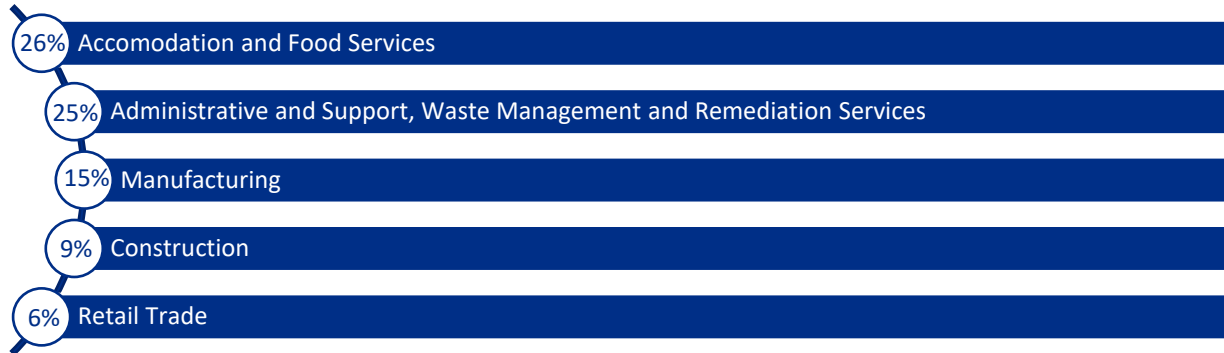 26% Accomodation and Food Services
25% Administrative and Support, Waste Management and Remediation Services
15% Manufacturing
9% Construction
6% Retail Trade